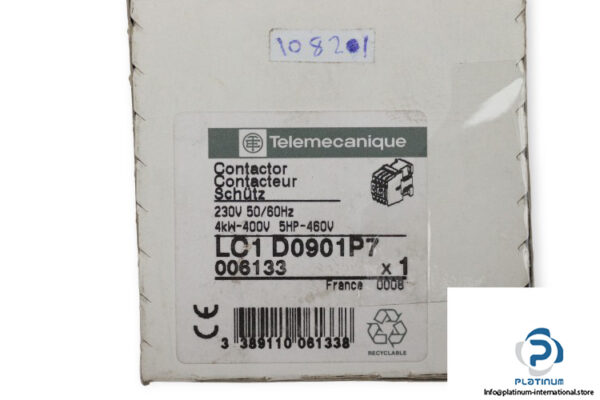 108201
Telemecanique
Contactor
Contacteur
Schütz
230V 50/60Hz
4kW-400V 5HP-460V
LC1 D0901P7
006133 x 1
France 0006
CE
3 389110 061338
RECYCLABLE
PLATINUM
Info@platinum-international.store